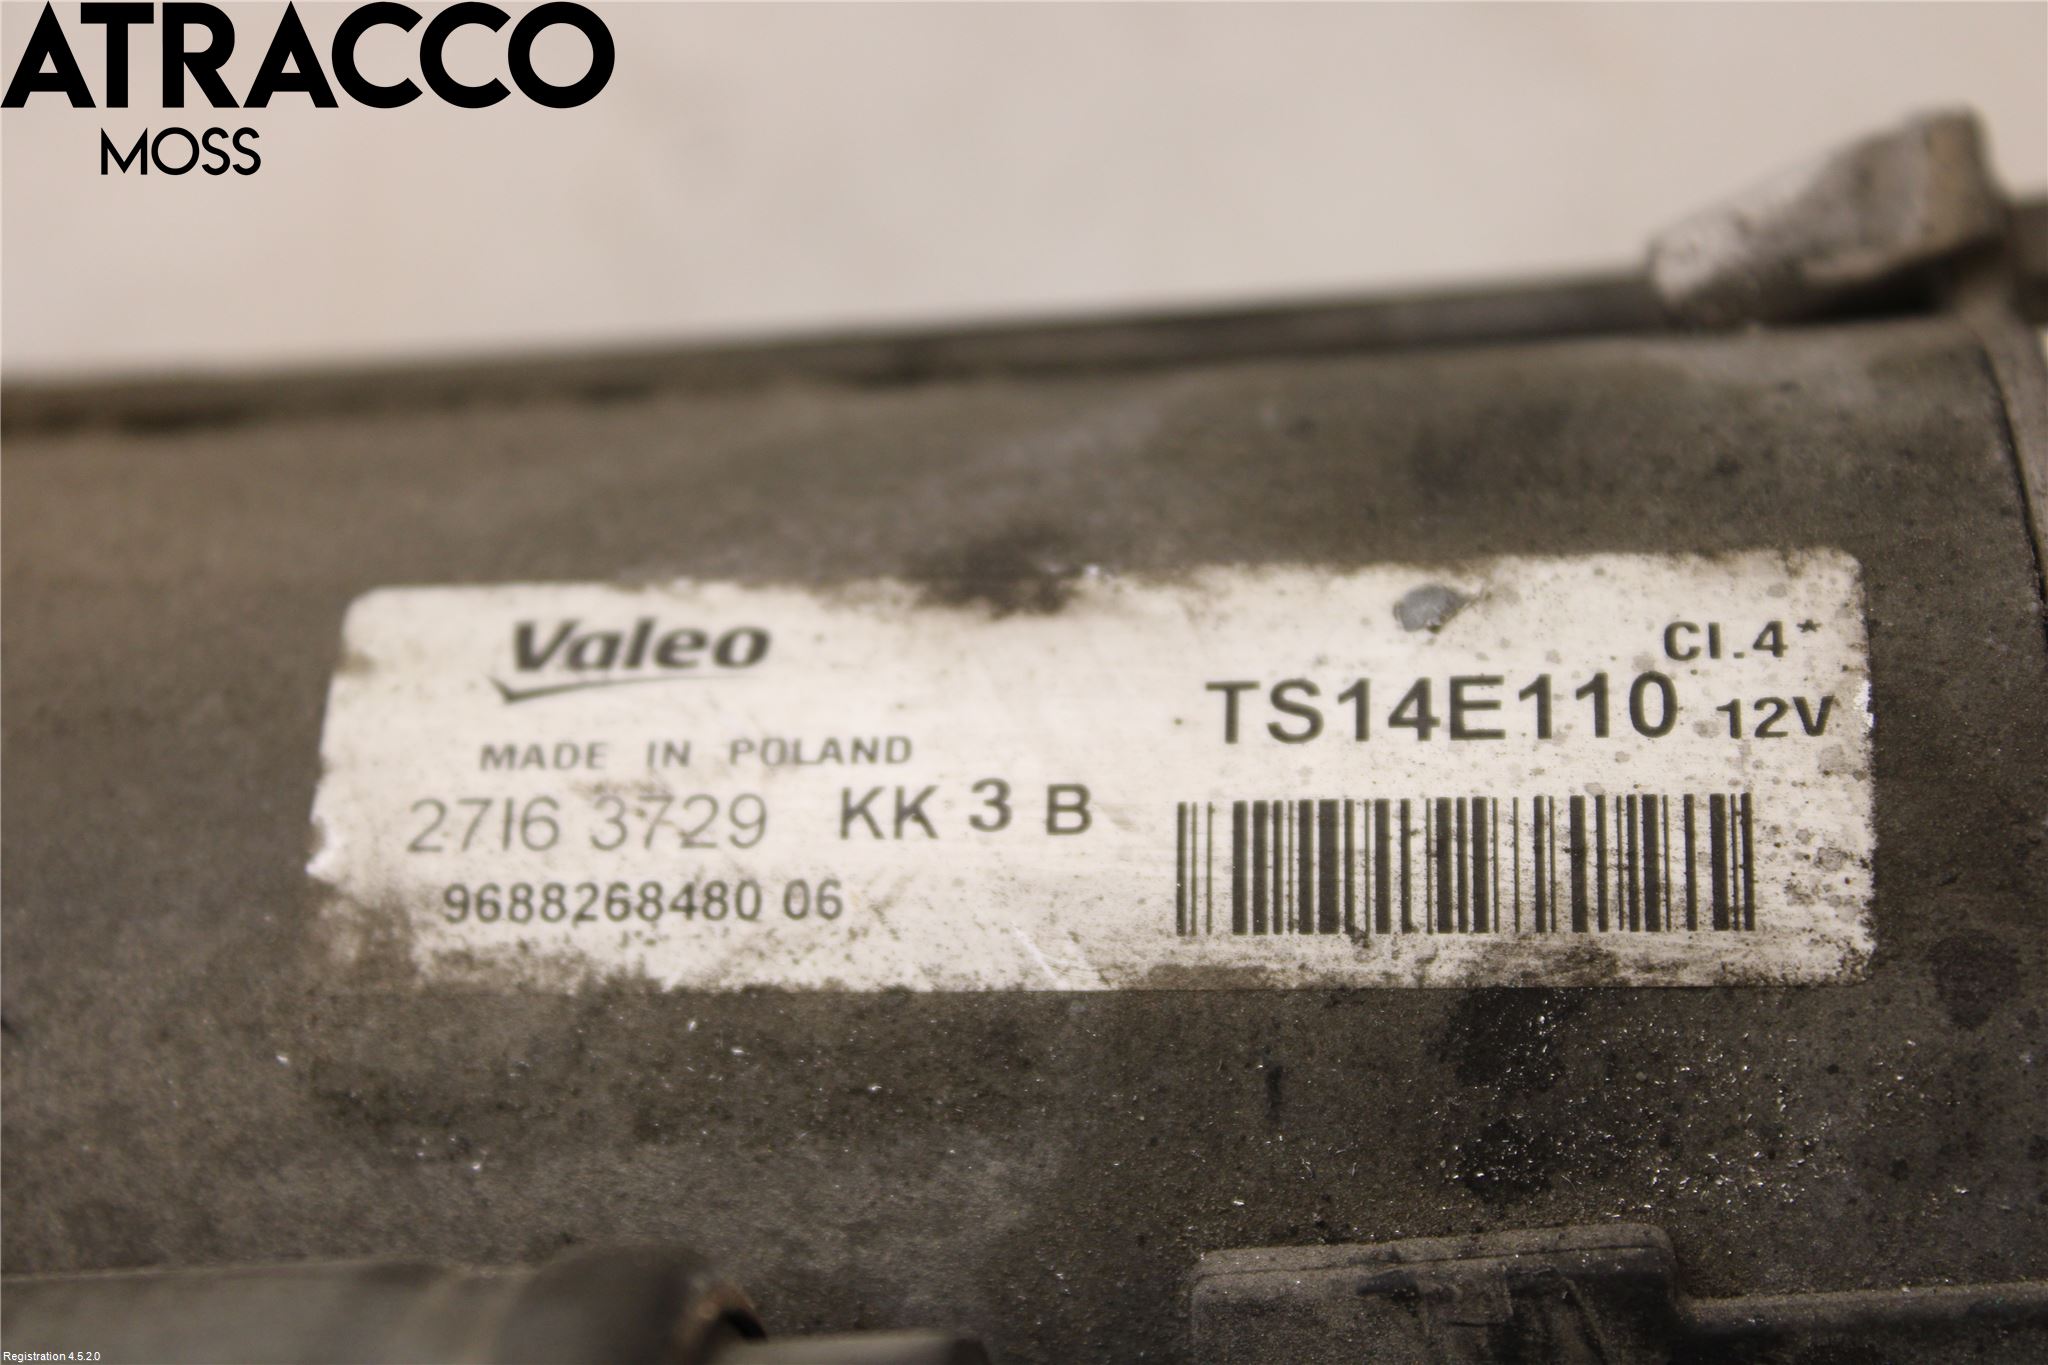 ATRACCO
MOSS
Valeo
CI.4*
TS14E110 12V
MADE IN POLAND
2716 3729 KK 3 B
9688268480 06
Registration 4.5.2.0